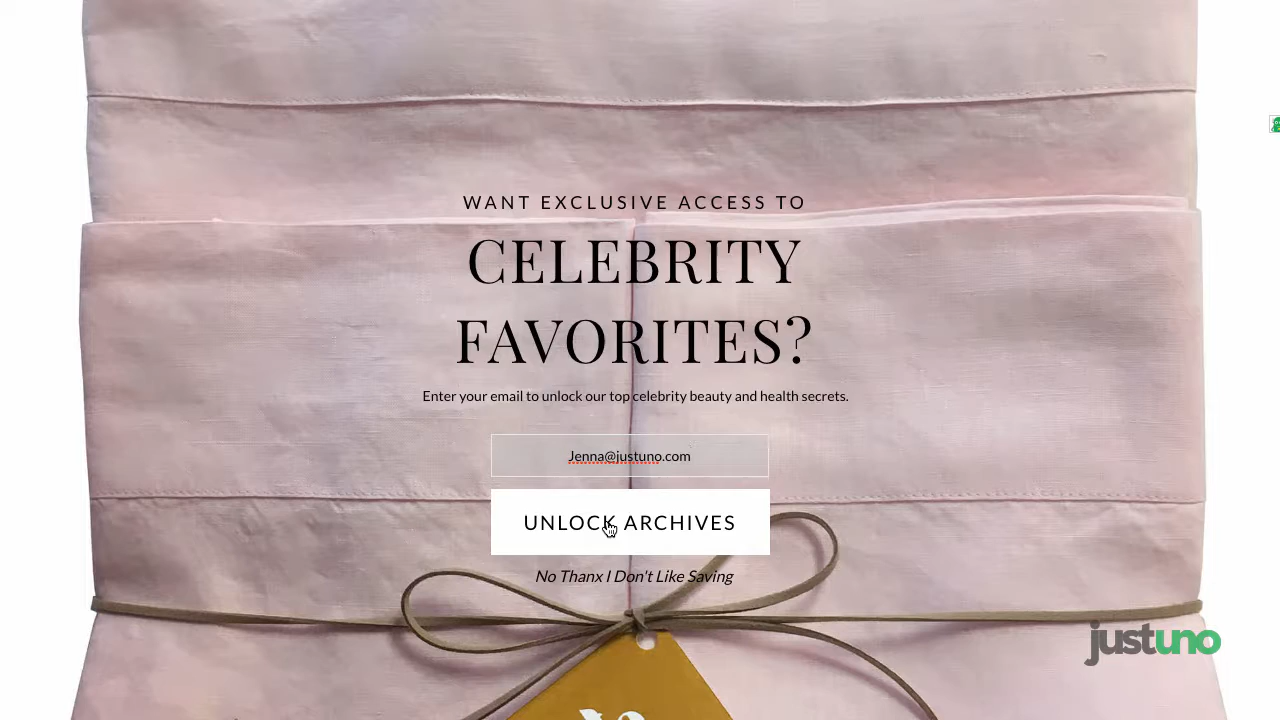 WANT EXCLUSIVE ACCESS TO
CELEBRITY
FAVORITES?
Enter your email to unlock our top celebrity beauty and health secrets.
Jenna@justuno.com
UNLOCK ARCHIVES
No Thanx I Don't Like Saving
justuno